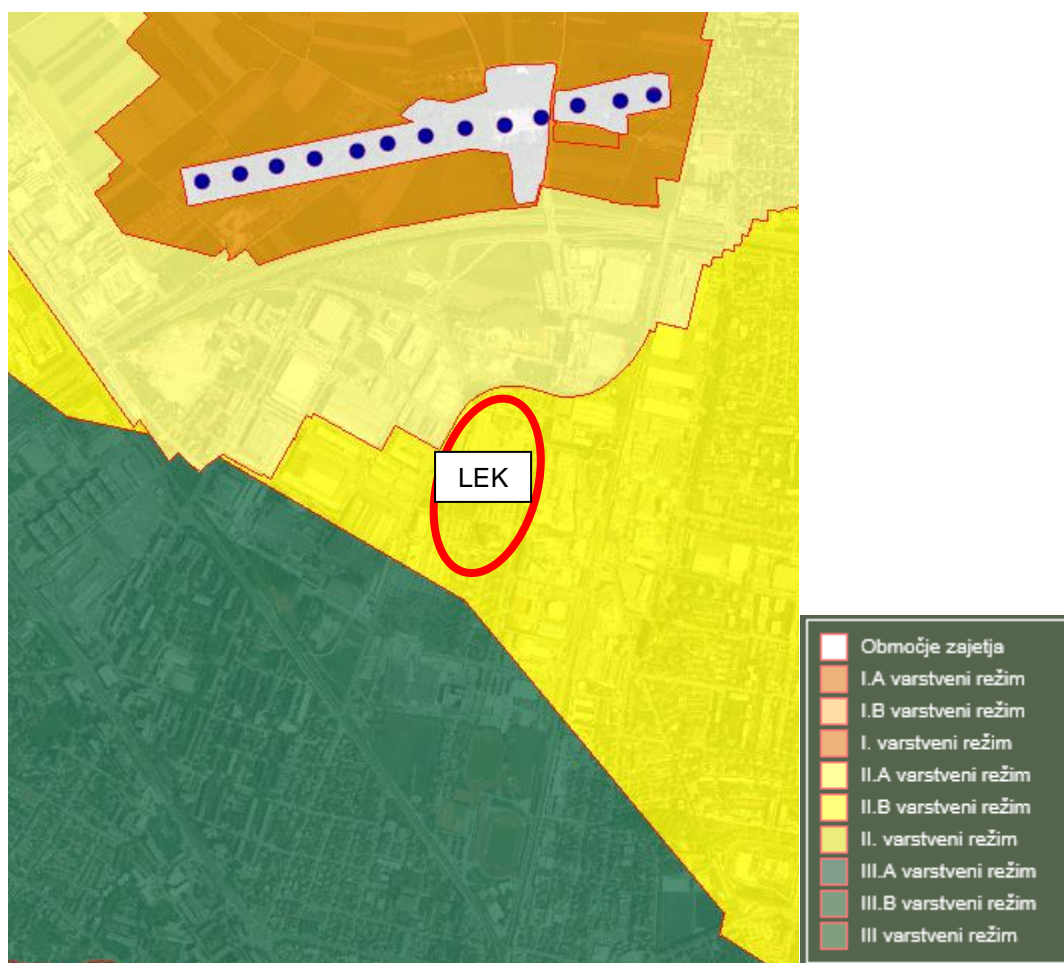 LEK
Območje zajetja
I.A varstveni režim
I.B varstveni režim
I. varstveni režim
II.A varstveni režim
II.B varstveni režim
II. varstveni režim
III.A varstveni režim
III.B varstveni režim
III varstveni režim